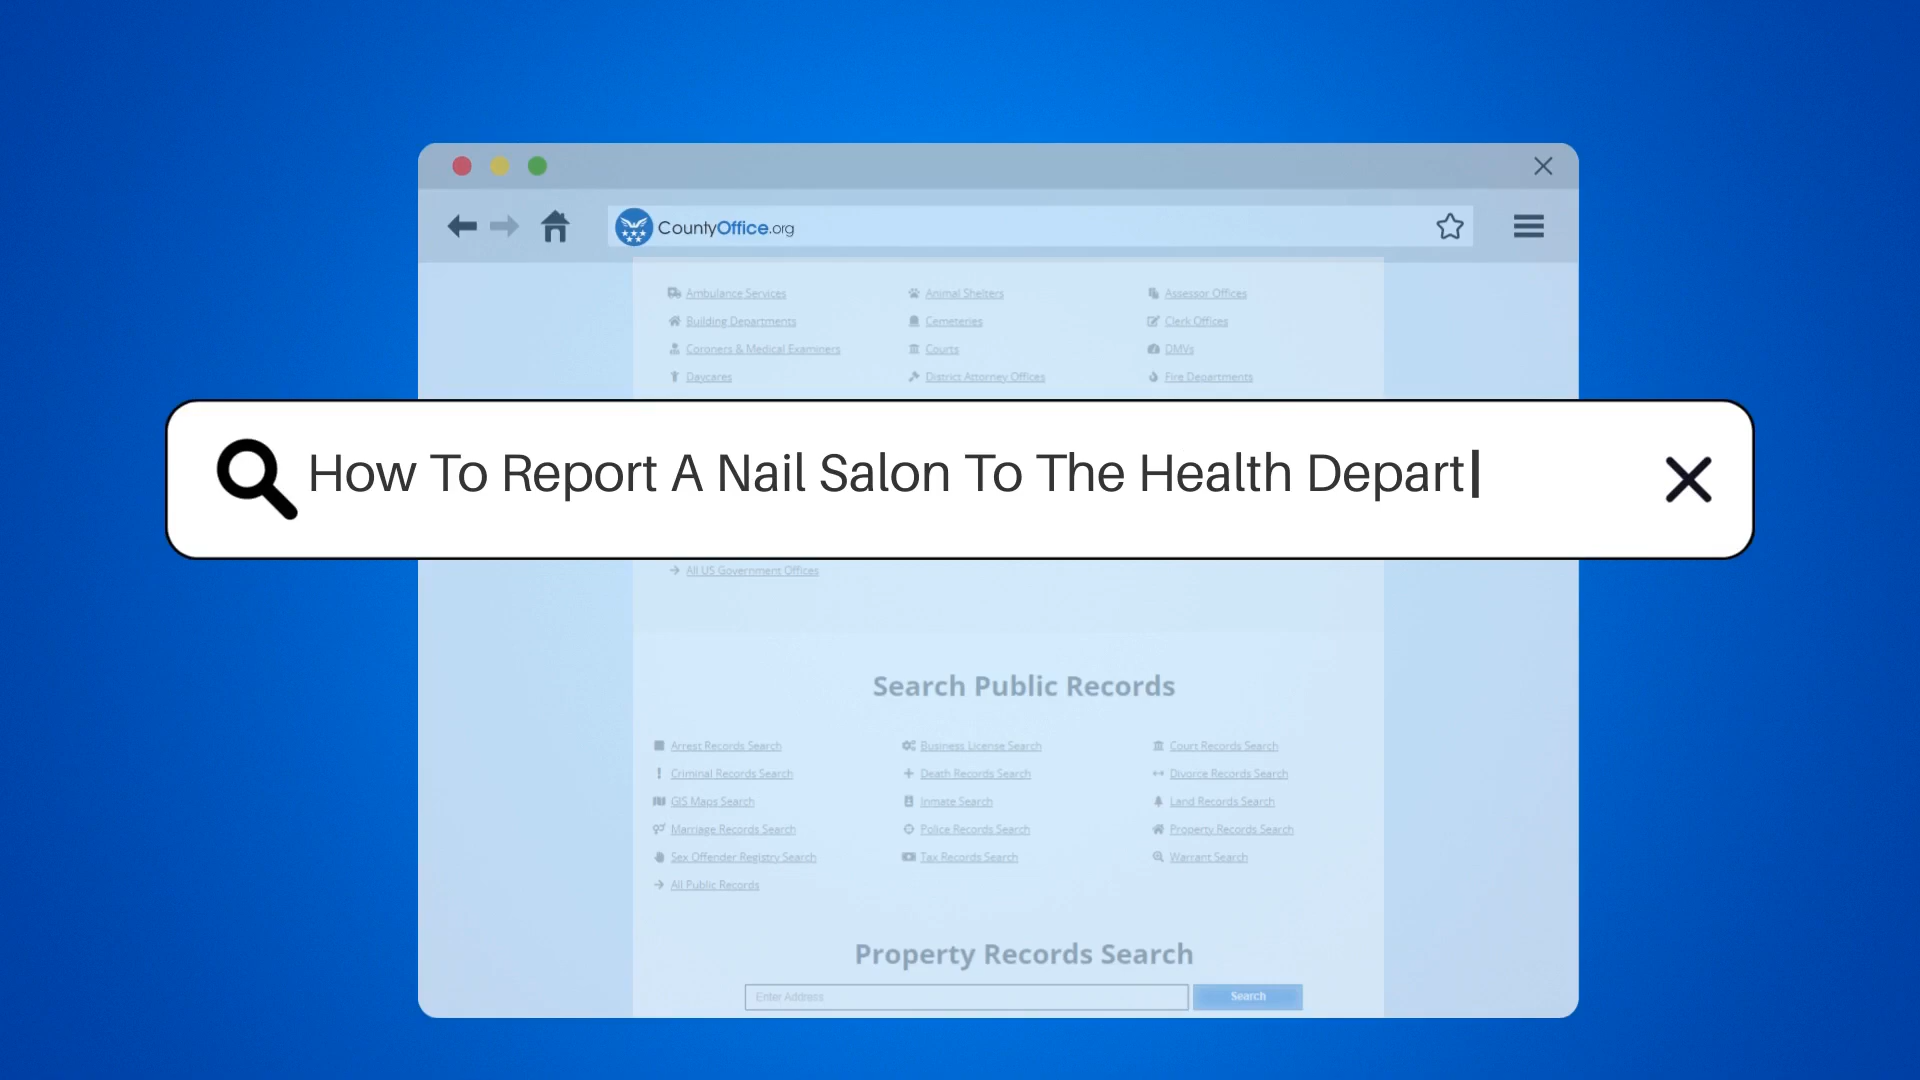 CountyOffice.org
Ambulance Services Animal Shelters Assessor Offices
Building Departments Cemeteries Clerk Offices
Coroners & Medical Examiners Courts DMVs
Daycares District Attorney Offices Fire Departments
How To Report A Nail Salon To The Health Depart
All US Government Offices
Search Public Records
Arrest Records Search Business License Search Court Records Search
Criminal Records Search Death Records Search Divorce Records Search
GIS Maps Search Inmate Search Land Records Search
Marriage Records Search Police Records Search Property Records Search
Sex Offender Registry Search Tax Records Search Warrant Search
All Public Records
Property Records Search
Enter Address Search